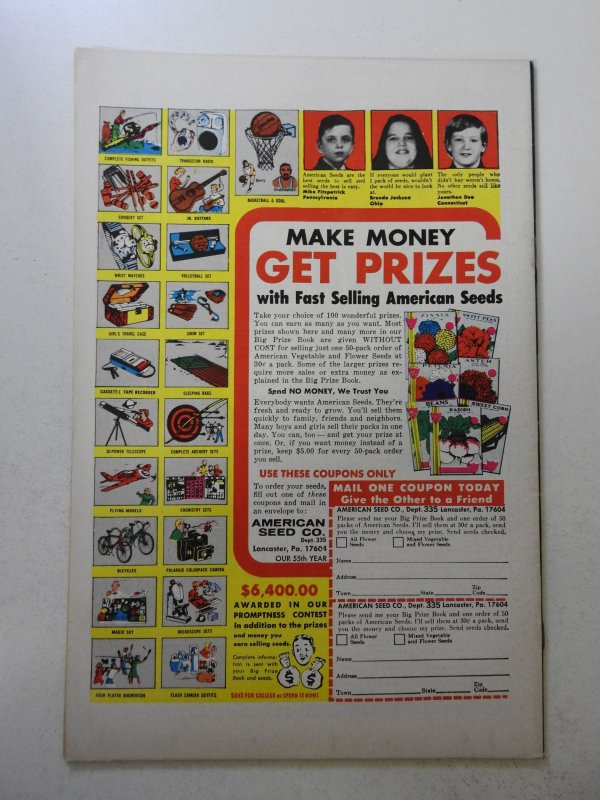 COMPLETE FISHING OUTFITS
TRANSISTOR RADIO
CROQUET SET
JR. GUITARS
BASKETBALL & GOAL
WRIST WATCHES
VOLLEYBALL SET
GIRL'S TRAVEL CASE
SWIM SET
CASSETTE TAPE RECORDER
SLEEPING BAGS
30-POWER TELESCOPE
COMPLETE ARCHERY SETS
FLYING MODELS
CHEMISTRY SETS
BICYCLES
POLAROID COLORPACK CAMERA
MAGIC SET
MICROSCOPE SETS
FOUR PLAYER BADMINTON
FLASH CAMERA OUTFITS
American Seeds are the
best seeds to sell and
selling the best is easy.
Mike Fitzpatrick
Pennsylvania
If everyone would plant
1 pack of seeds, wouldn't
the world be nice to look
at.
Brenda Jackson
Ohio
The only people who
didn't buy weren't home.
No other seeds sell like
yours.
Jonathan Dea
Connecticut
MAKE MONEY
GET PRIZES
with Fast Selling American Seeds
Take your choice of 100 wonderful prizes.
You can earn as many as you want. Most
prizes shown here and many more in our
Big Prize Book are given WITHOUT
COST for selling just one 50-pack order of
American Vegetable and Flower Seeds at
30¢ a pack. Some of the larger prizes re-
quire more sales or extra money as ex-
plained in the Big Prize Book.
Send NO MONEY, We Trust You
Everybody wants American Seeds. They're
fresh and ready to grow. You'll sell them
quickly to family, friends and neighbors.
Many boys and girls sell their packs in one
day. You can, too — and get your prize at
once. Or, if you want money instead of a
prize, keep $5.00 for every 50-pack order
you sell.
ZINNIA
SWEET PEAS
PETUNIA
ASTER
BEANS
RADISH
SWEET CORN
USE THESE COUPONS ONLY
To order your seeds,
fill out one of these
coupons and mail in
an envelope to:
AMERICAN
SEED CO.
Dept. 335
Lancaster, Pa. 17604
OUR 55th YEAR
$6,400.00
AWARDED IN OUR
PROMPTNESS CONTEST
in addition to the prizes
and money you
earn selling seeds.
Complete informa-
tion is sent with
your Big Prize
Book and seeds.
SAVE FOR COLLEGE or SPEND IT NOW!
MAIL ONE COUPON TODAY
Give the Other to a Friend
AMERICAN SEED CO., Dept. 335 Lancaster, Pa. 17604
Please send me your Big Prize Book and one order of 50
packs of American Seeds. I'll sell them at 30¢ a pack, send
you the money and choose my prize. Send seeds checked.
All Flower Seeds
Mixed Vegetable and Flower Seeds
Name
Address
Town State Zip Code
AMERICAN SEED CO., Dept. 335 Lancaster, Pa. 17604
Please send me your Big Prize Book and one order of 50
packs of American Seeds. I'll sell them at 30¢ a pack, send
you the money and choose my prize. Send seeds checked.
All Flower Seeds
Mixed Vegetable and Flower Seeds
Name
Address
Town State Zip Code